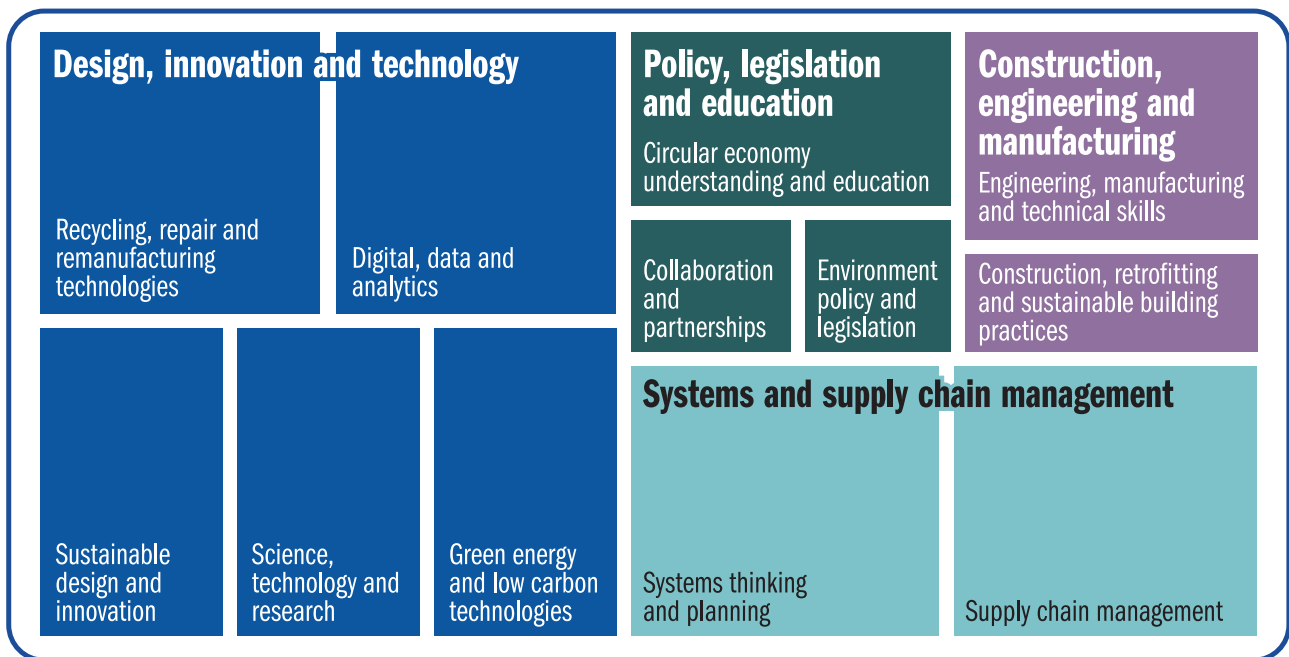 Design, innovation and technology
Recycling, repair and
remanufacturing
technologies
Digital, data and
analytics
Sustainable
design and
innovation
Science,
technology and
research
Green energy
and low carbon
technologies
Policy, legislation
and education
Circular economy
understanding and education
Collaboration
and
partnerships
Environment
policy and
legislation
Construction,
engineering and
manufacturing
Engineering, manufacturing
and technical skills
Construction, retrofitting
and sustainable building
practices
Systems and supply chain management
Systems thinking
and planning
Supply chain management